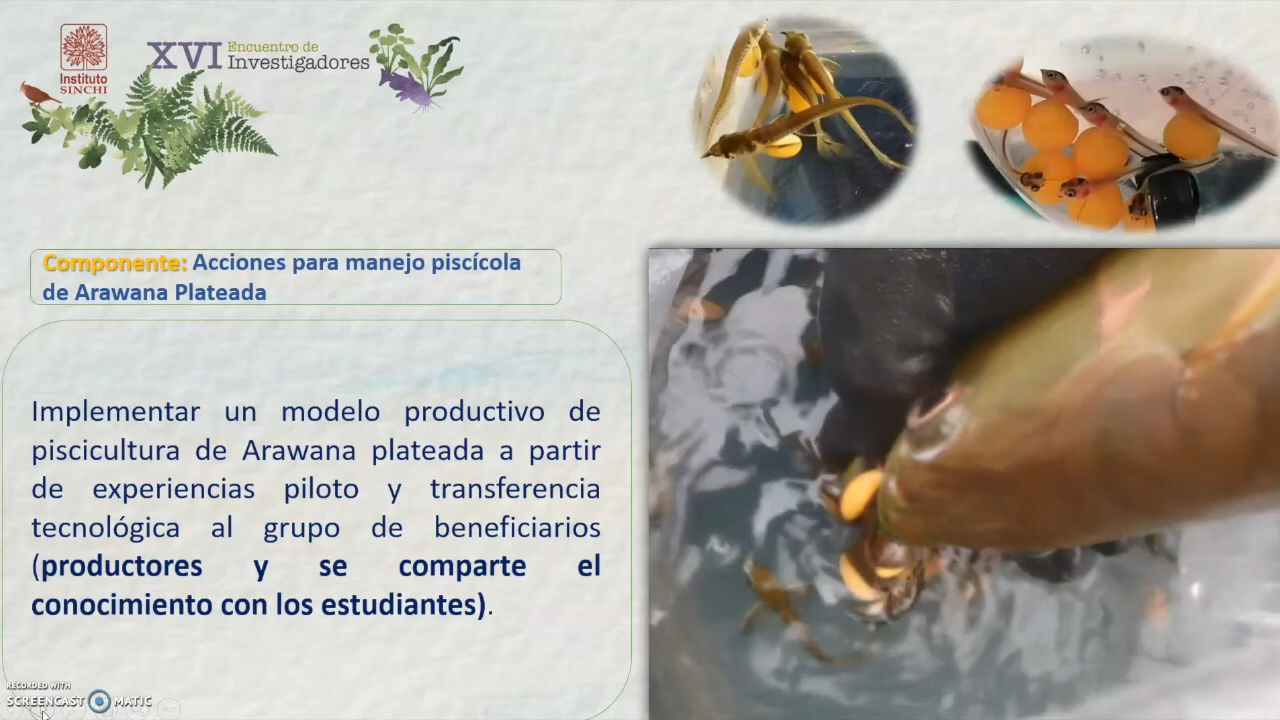 Instituto
SINCHI
XVI Encuentro de
Investigadores
Componente: Acciones para manejo piscícola
de Arawana Plateada
Implementar un modelo productivo de
piscicultura de Arawana plateada a partir
de experiencias piloto y transferencia
tecnológica al grupo de beneficiarios
(productores y se comparte el
conocimiento con los estudiantes).
RECORDED WITH
SCREENCAST MATIC